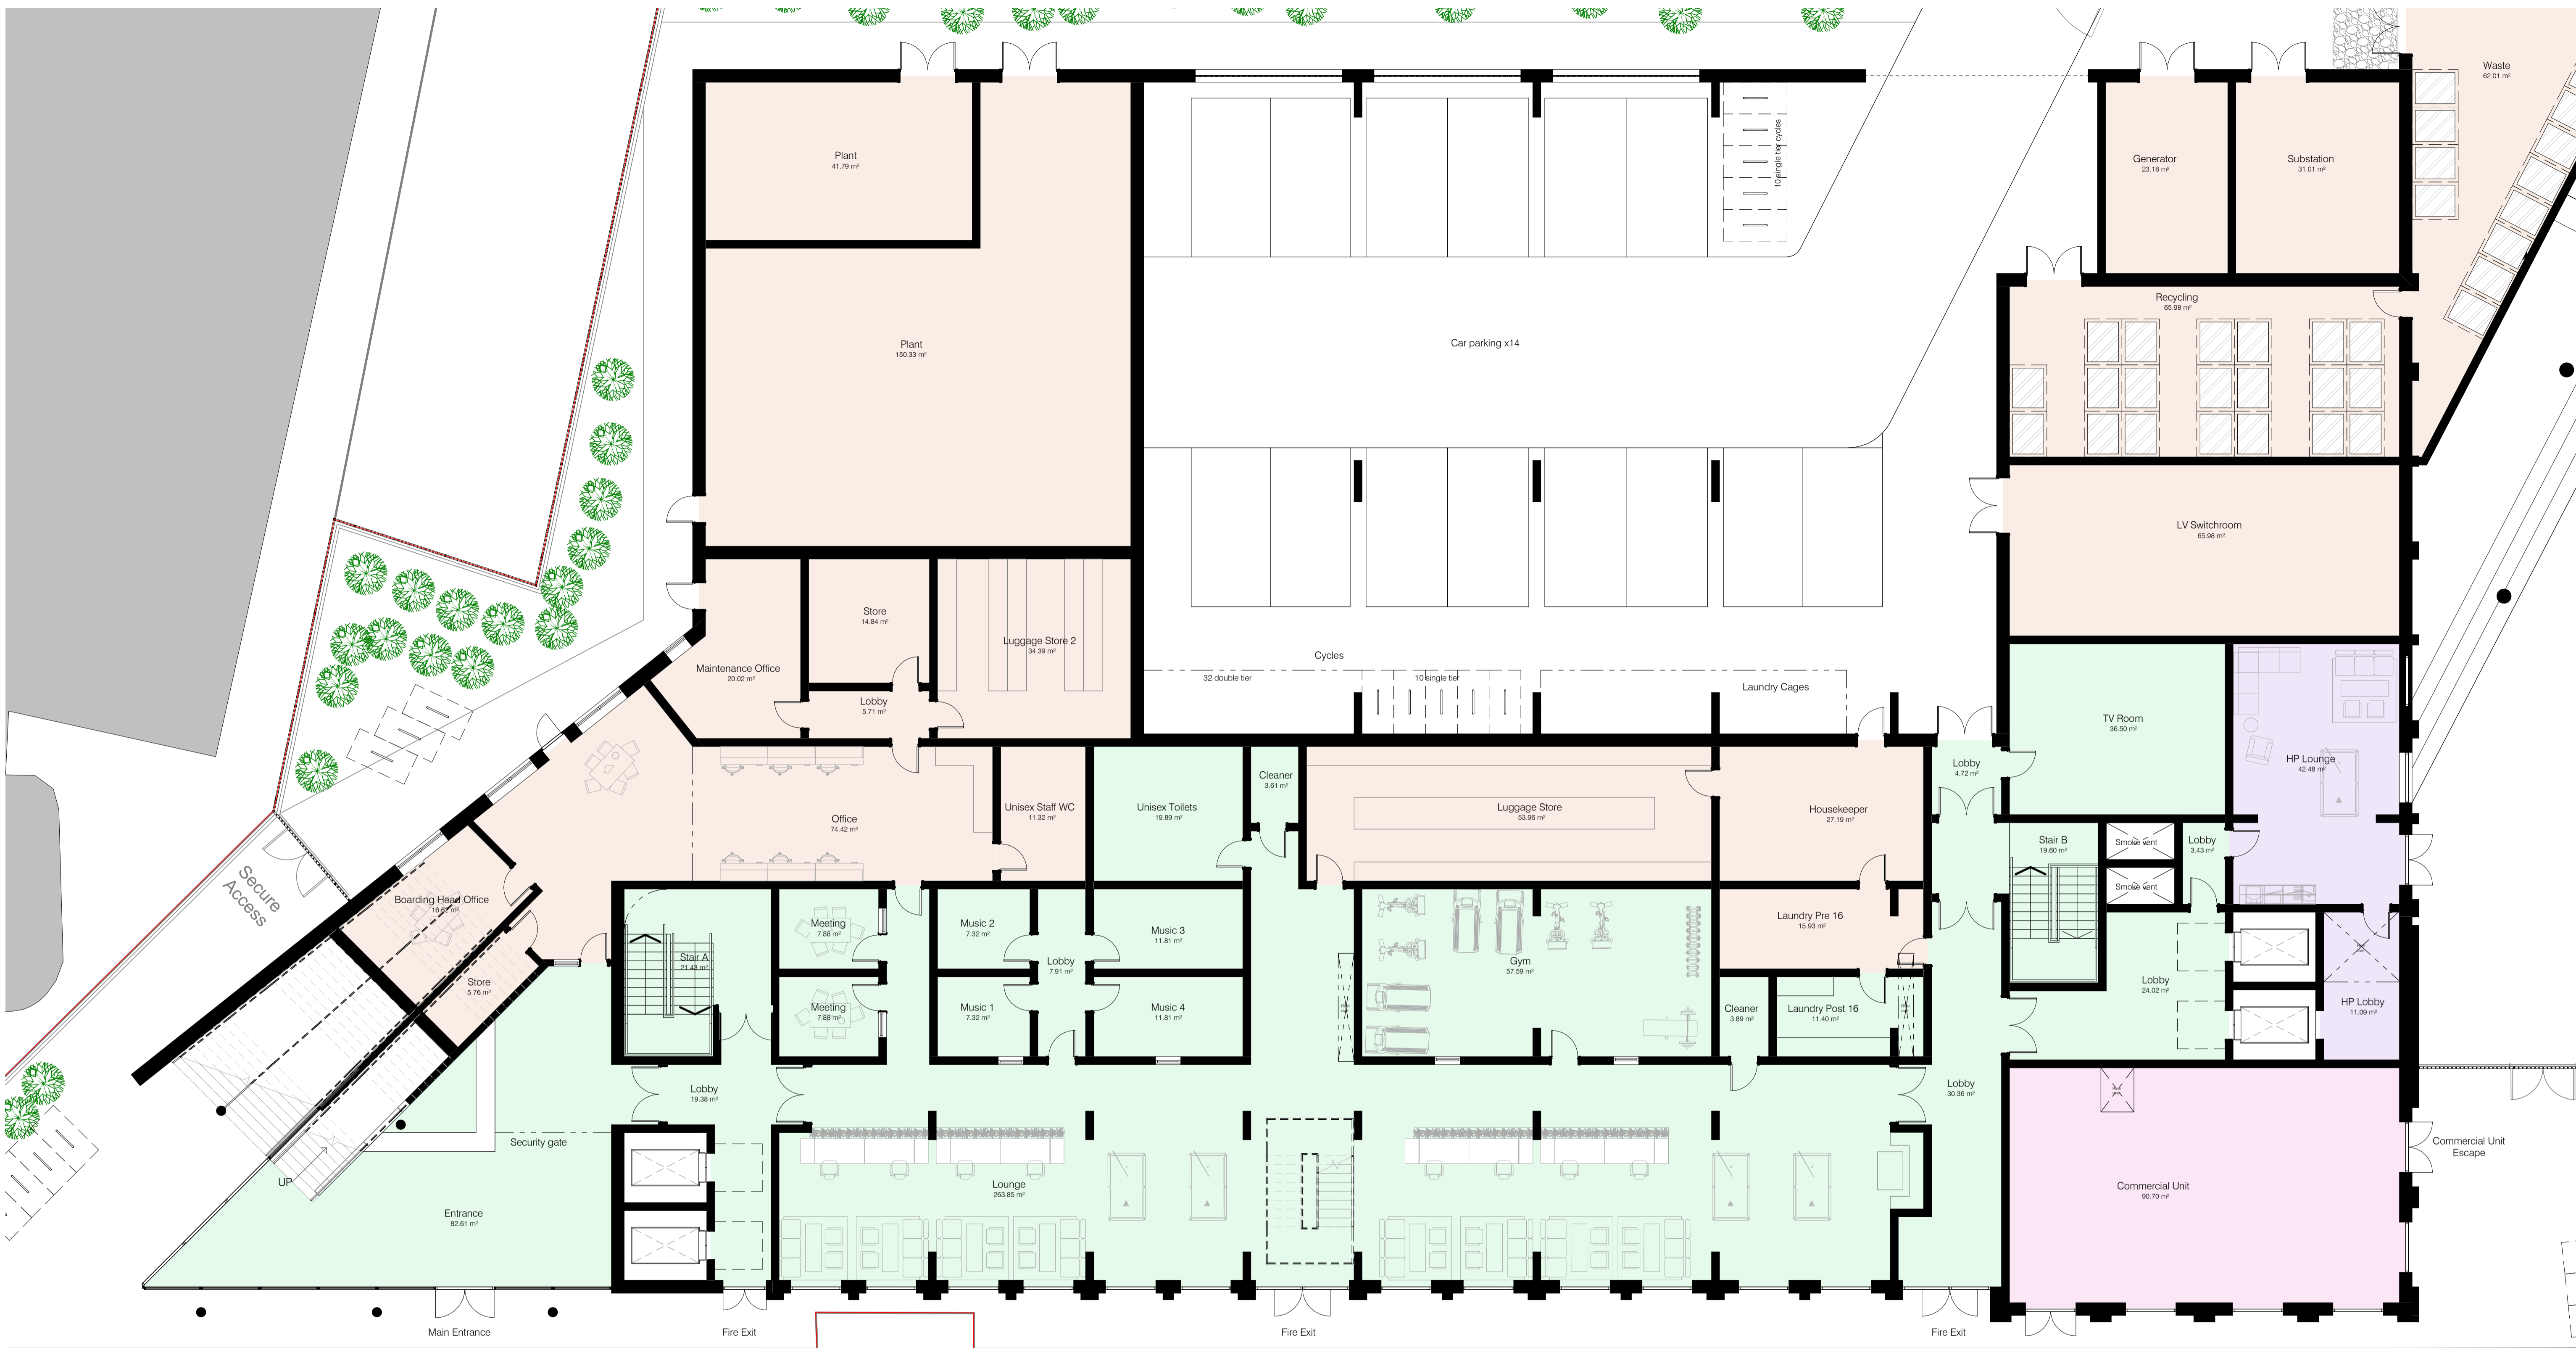 Waste
62.01 m²
Plant
41.79 m²
10 single tier cycles
Generator
23.18 m²
Substation
31.01 m²
Recycling
65.98 m²
Plant
150.33 m²
Car parking x14
LV Switchroom
65.98 m²
Store
14.84 m²
Luggage Store 2
34.39 m²
Maintenance Office
20.02 m²
Lobby
5.71 m²
Cycles
32 double tier
10 single tier
Laundry Cages
TV Room
36.50 m²
HP Lounge
42.48 m²
Lobby
4.72 m²
Cleaner
3.61 m²
Unisex Staff WC
11.32 m²
Unisex Toilets
19.89 m²
Luggage Store
53.96 m²
Housekeeper
27.19 m²
Office
74.42 m²
Stair B
19.60 m²
Smoke vent
Lobby
3.43 m²
Smoke vent
Secure
Access
Boarding Head Office
Meeting
7.88 m²
Music 2
7.32 m²
Music 3
11.81 m²
Laundry Pre 16
15.93 m²
Stair A
21.43 m²
Lobby
7.91 m²
Gym
57.59 m²
Store
5.76 m²
Lobby
24.02 m²
Meeting
7.88 m²
Music 1
7.32 m²
Music 4
11.81 m²
Cleaner
3.89 m²
Laundry Post 16
11.40 m²
HP Lobby
11.09 m²
Lobby
19.38 m²
Lobby
30.36 m²
Security gate
Commercial Unit
Escape
UP
Lounge
263.85 m²
Commercial Unit
90.70 m²
Entrance
82.61 m²
Main Entrance
Fire Exit
Fire Exit
Fire Exit